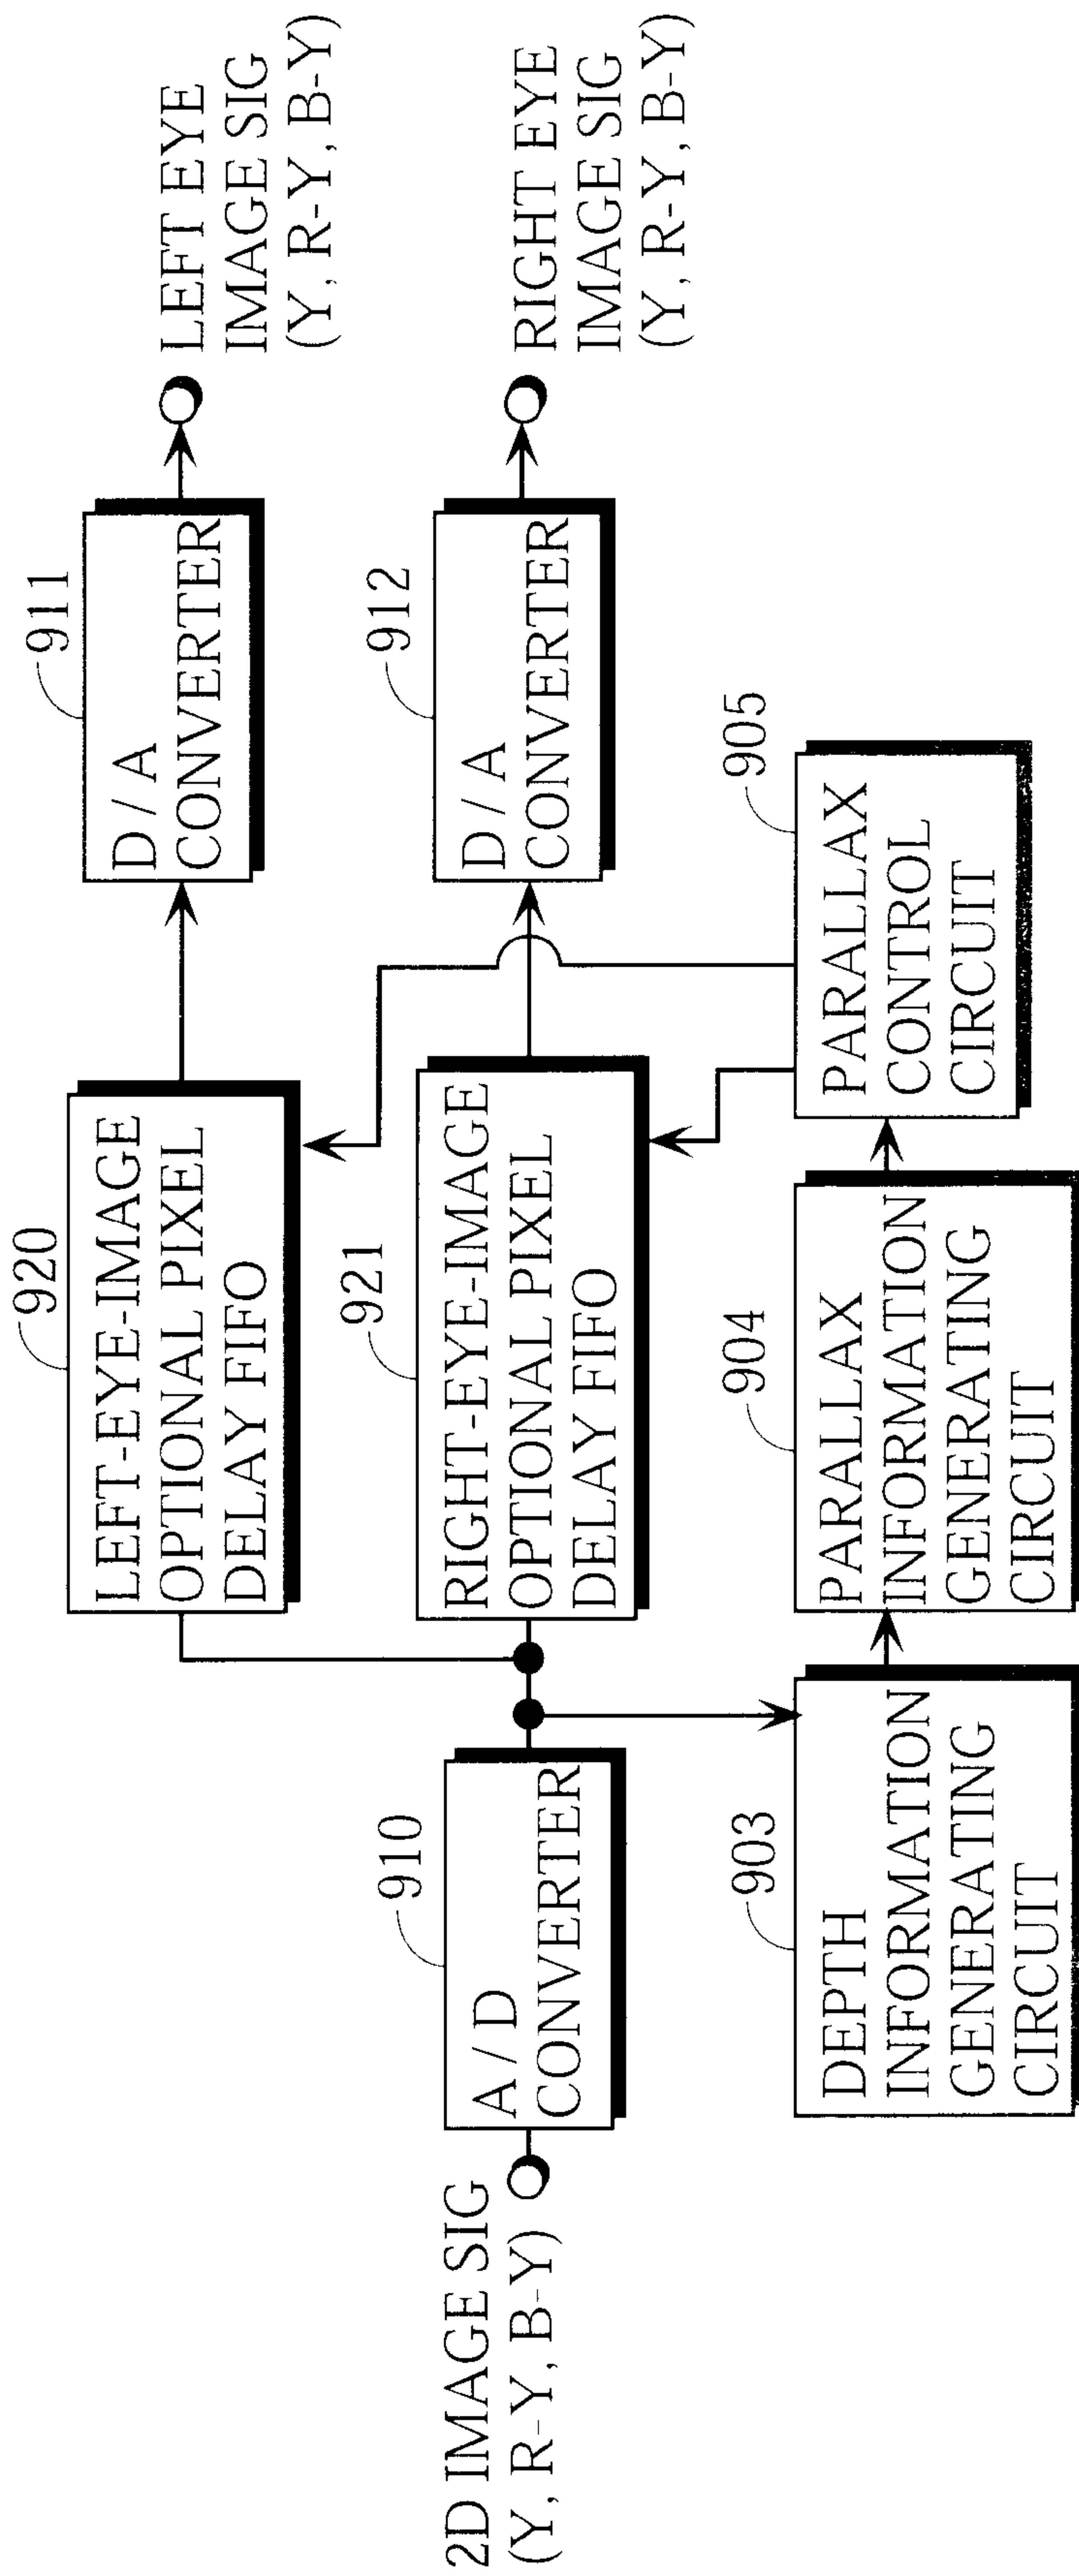 2D IMAGE SIG
(Y, R-Y, B-Y)
910
A/D
CONVERTER
920
LEFT-EYE-IMAGE
OPTIONAL PIXEL
DELAY FIFO
921
RIGHT-EYE-IMAGE
OPTIONAL PIXEL
DELAY FIFO
911
D/A
CONVERTER
912
D/A
CONVERTER
LEFT EYE
IMAGE SIG
(Y, R-Y, B-Y)
RIGHT EYE
IMAGE SIG
(Y, R-Y, B-Y)
903
DEPTH
INFORMATION
GENERATING
CIRCUIT
904
PARALLAX
INFORMATION
GENERATING
CIRCUIT
905
PARALLAX
CONTROL
CIRCUIT